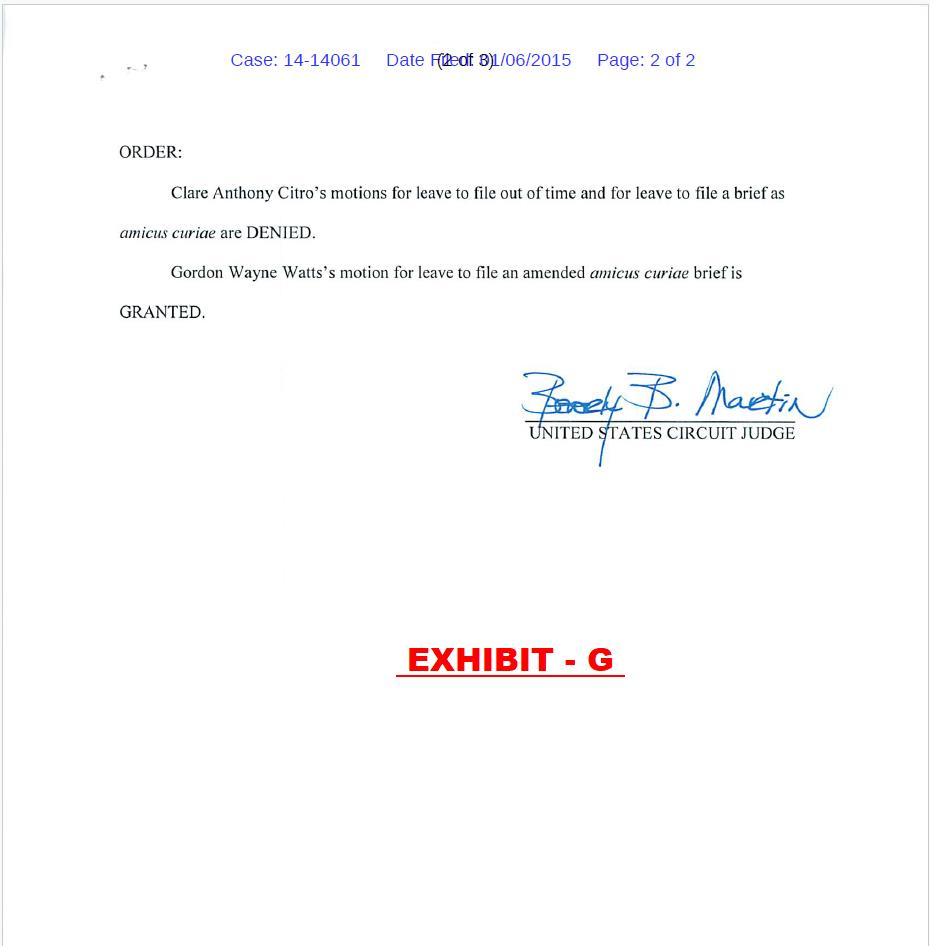 Case: 14-14061 Date Filed: 01/06/2015 Page: 2 of 2
(2 of 3)
ORDER:
Clare Anthony Citro's motions for leave to file out of time and for leave to file a brief as
amicus curiae are DENIED.
Gordon Wayne Watts's motion for leave to file an amended amicus curiae brief is
GRANTED.
B. Martin
UNITED STATES CIRCUIT JUDGE
EXHIBIT - G